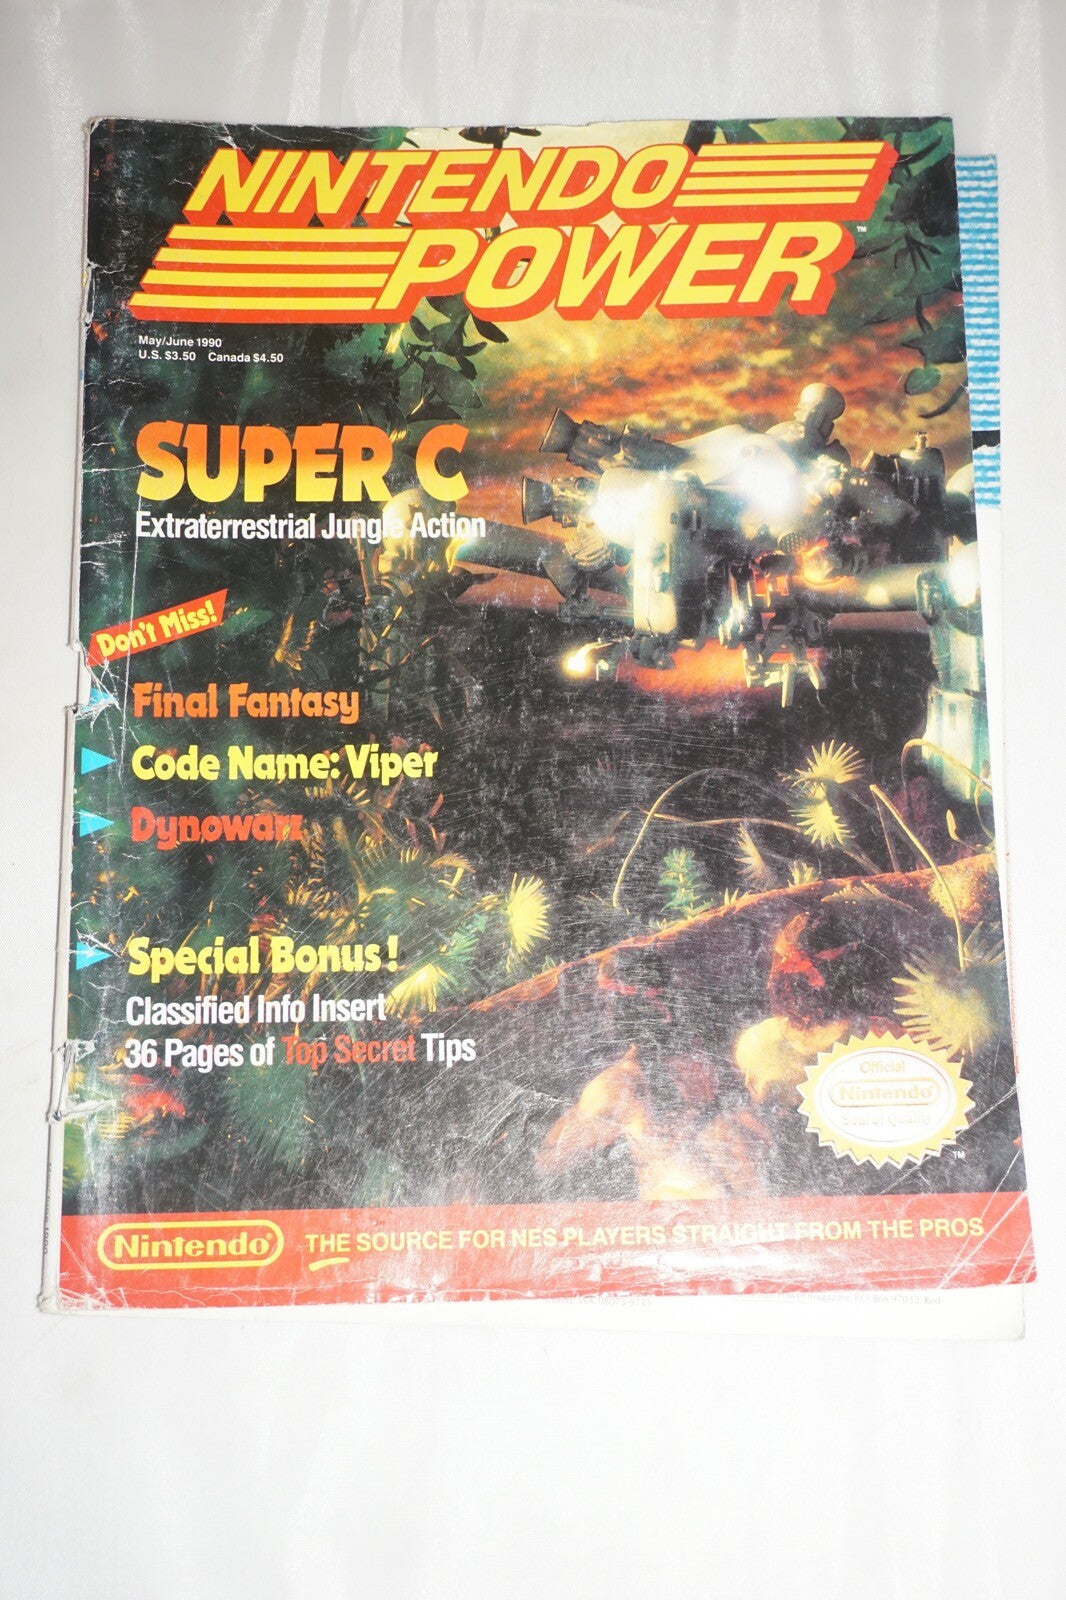 NINTENDO
POWER™
May/June 1990
U.S. $3.50 Canada $4.50
SUPER C
Extraterrestrial Jungle Action
Don't Miss!
Final Fantasy
Code Name: Viper
Dynowarz
Special Bonus!
Classified Info Insert
36 Pages of Top Secret Tips
Official
Nintendo
Seal of Quality
TM
Nintendo
THE SOURCE FOR NES PLAYERS STRAIGHT FROM THE PROS